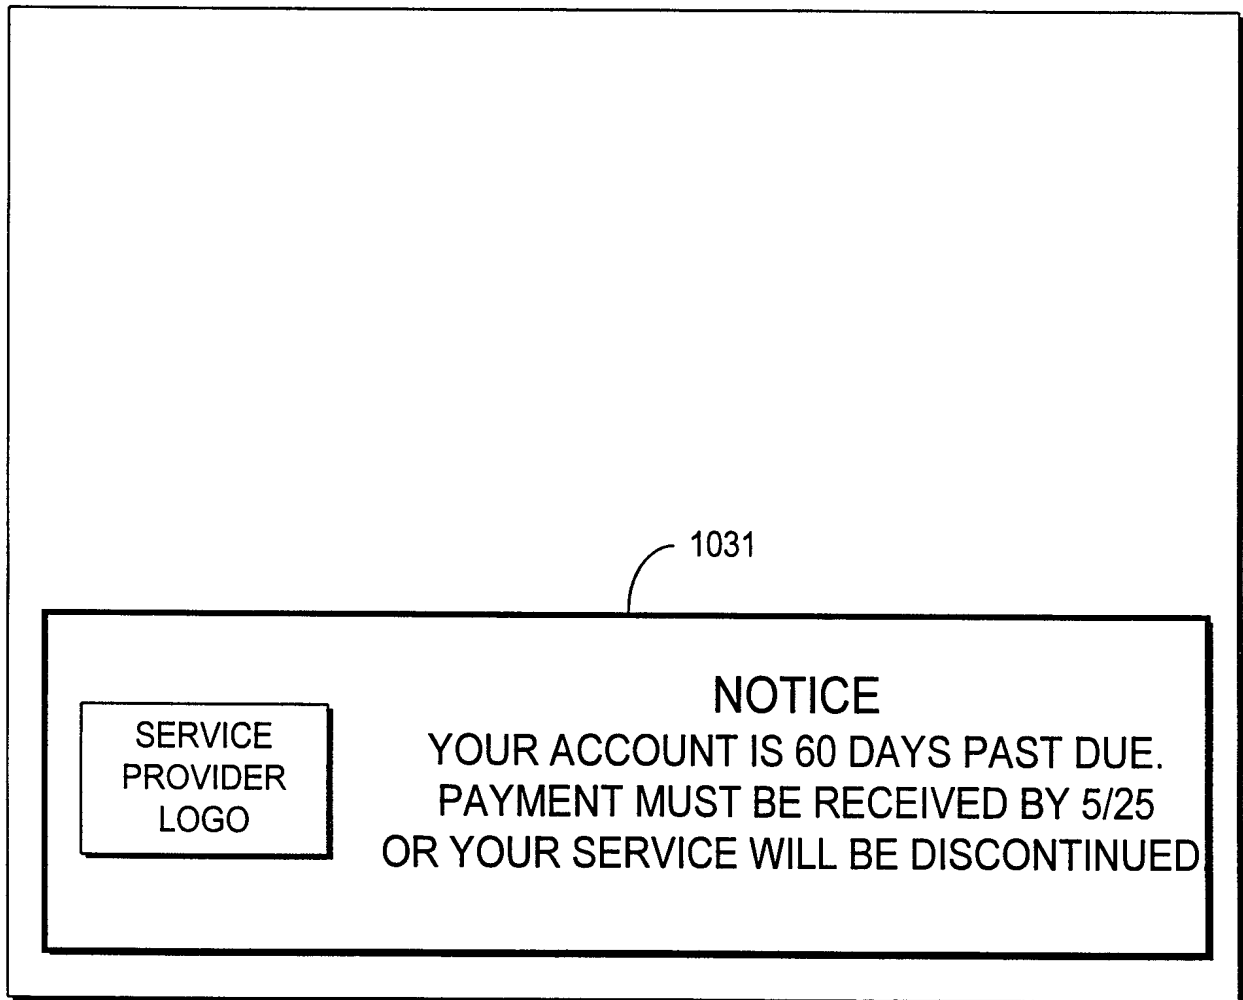 1031
SERVICE
PROVIDER
LOGO
NOTICE
YOUR ACCOUNT IS 60 DAYS PAST DUE.
PAYMENT MUST BE RECEIVED BY 5/25
OR YOUR SERVICE WILL BE DISCONTINUED